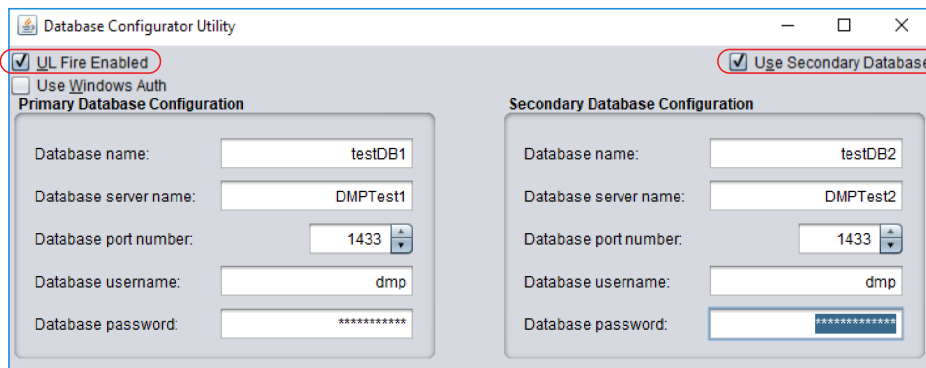 Database Configurator Utility
UL Fire Enabled
Use Secondary Database
Use Windows Auth
Primary Database Configuration
Secondary Database Configuration
Database name: testDB1
Database name: testDB2
Database server name: DMPTest1
Database server name: DMPTest2
Database port number: 1433
Database port number: 1433
Database username: dmp
Database username: dmp
Database password: ***********
Database password: *************